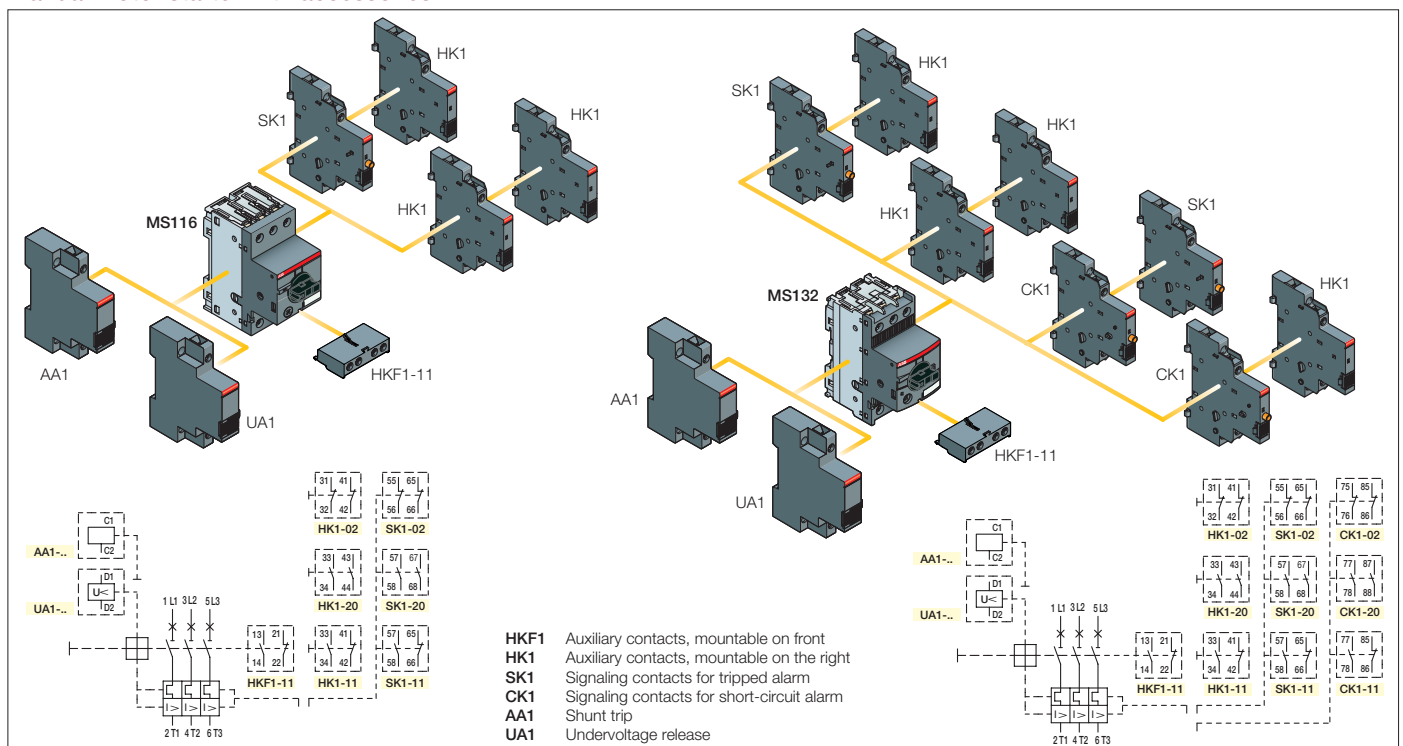 HK1
SK1
HK1
HK1
MS116
AA1
UA1
HKF1-11
HK1
SK1
HK1
HK1
SK1
CK1
HK1
CK1
MS132
AA1
UA1
HKF1-11
C1
C2
AA1-..
D1
U<
D2
UA1-..
1 L1 3 L2 5 L3
I> I> I>
2 T1 4 T2 6 T3
13 21
14 22
HKF1-11
31 41
32 42
HK1-02
55 65
56 66
SK1-02
33 43
34 44
HK1-20
57 67
58 68
SK1-20
33 41
34 42
HK1-11
57 65
58 66
SK1-11
HKF1 Auxiliary contacts, mountable on front
HK1 Auxiliary contacts, mountable on the right
SK1 Signaling contacts for tripped alarm
CK1 Signaling contacts for short-circuit alarm
AA1 Shunt trip
UA1 Undervoltage release
C1
C2
AA1-..
D1
U<
D2
UA1-..
1 L1 3 L2 5 L3
I> I> I>
2 T1 4 T2 6 T3
13 21
14 22
HKF1-11
31 41
32 42
HK1-02
55 65
56 66
SK1-02
75 85
76 86
CK1-02
33 43
34 44
HK1-20
57 67
58 68
SK1-20
77 87
78 88
CK1-20
33 41
34 42
HK1-11
57 65
58 66
SK1-11
77 85
78 86
CK1-11